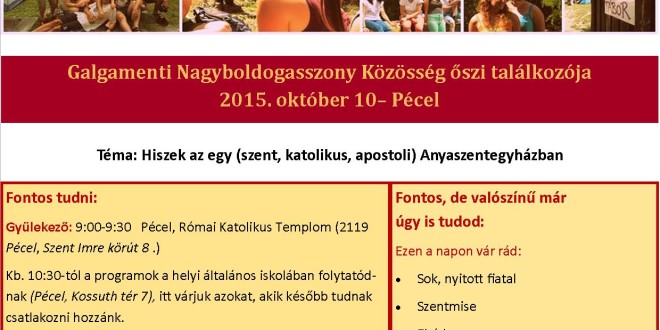 TÁBOR
Galgamenti Nagyboldogasszony Közösség őszi találkozója
2015. október 10– Pécel
Téma: Hiszek az egy (szent, katolikus, apostoli) Anyaszentegyházban
Fontos tudni:
Gyülekező: 9:00-9:30 Pécel, Római Katolikus Templom (2119
Pécel, Szent Imre körút 8 .)
Kb. 10:30-tól a programok a helyi általános iskolában folytatód-
nak (Pécel, Kossuth tér 7), itt várjuk azokat, akik később tudnak
csatlakozni hozzánk.
Fontos, de valószínű már
úgy is tudod:
Ezen a napon vár rád:
• Sok, nyitott fiatal
• Szentmise